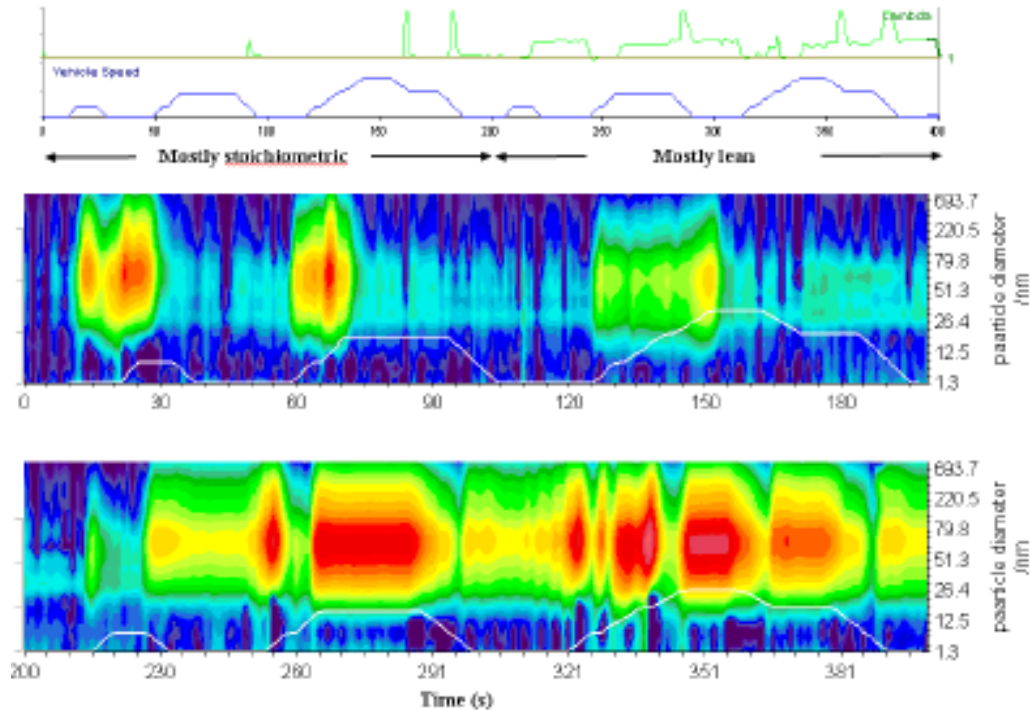 Lambda
1
Vehicle Speed
0 50 100 150 200 250 300 350 400
Mostly stoichiometric Mostly lean
693.7
220.5
79.8
51.3
26.4
12.5
1.3
paarticle diameter
/nm
0 30 60 90 120 150 180
693.7
220.5
79.8
51.3
26.4
12.5
1.3
paarticle diameter
/nm
200 230 260 291 321 351 381
Time (s)